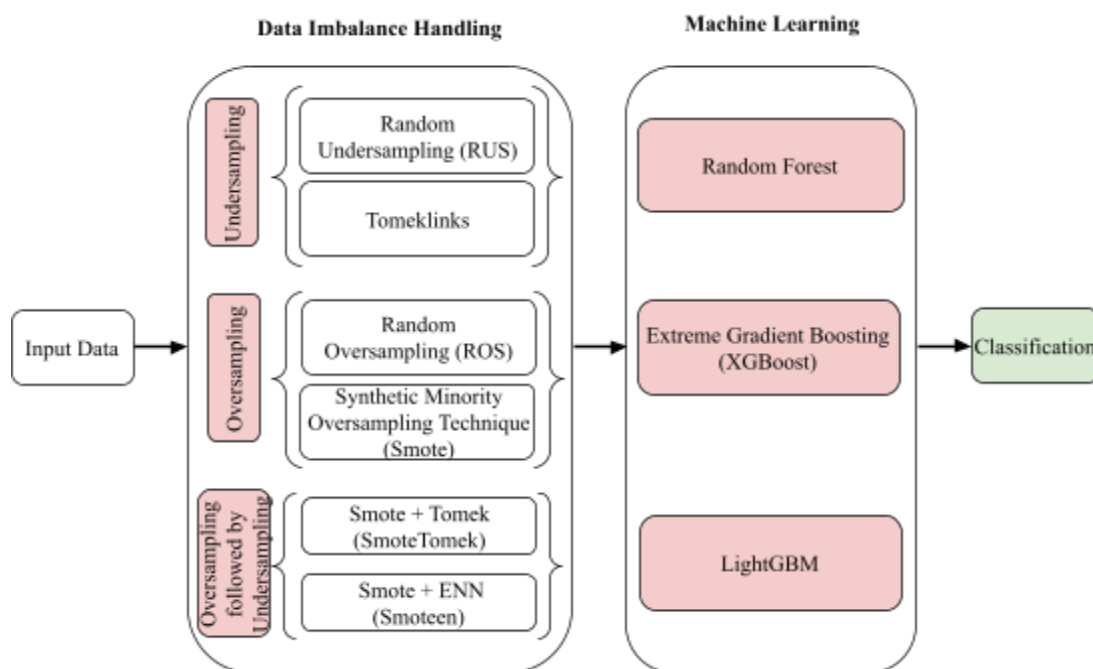 Data Imbalance Handling
Machine Learning
Input Data
Undersampling
Random
Undersampling (RUS)
Tomeklinks
Oversampling
Random
Oversampling (ROS)
Synthetic Minority
Oversampling Technique
(Smote)
Oversampling
followed by
Undersampling
Smote + Tomek
(SmoteTomek)
Smote + ENN
(Smoteen)
Random Forest
Extreme Gradient Boosting
(XGBoost)
LightGBM
Classification